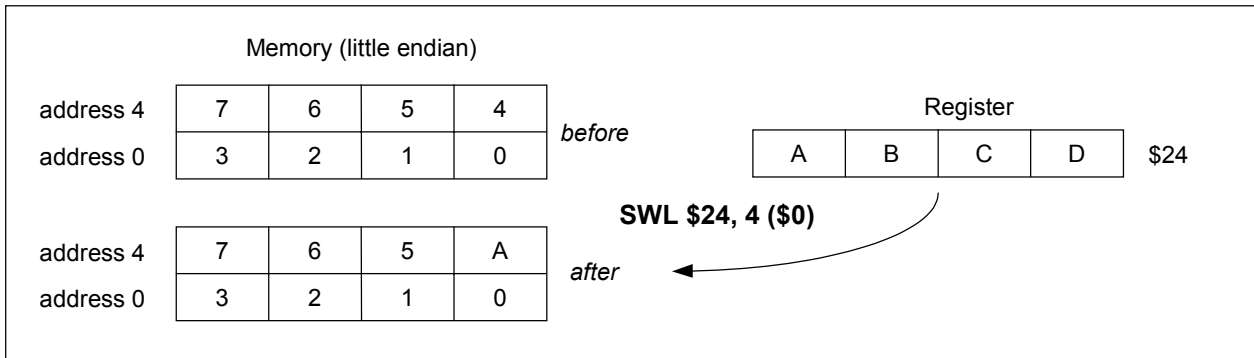 Memory (little endian)
address 4 7 6 5 4
address 0 3 2 1 0
before
Register
A B C D $24
SWL $24, 4 ($0)
address 4 7 6 5 A
address 0 3 2 1 0
after